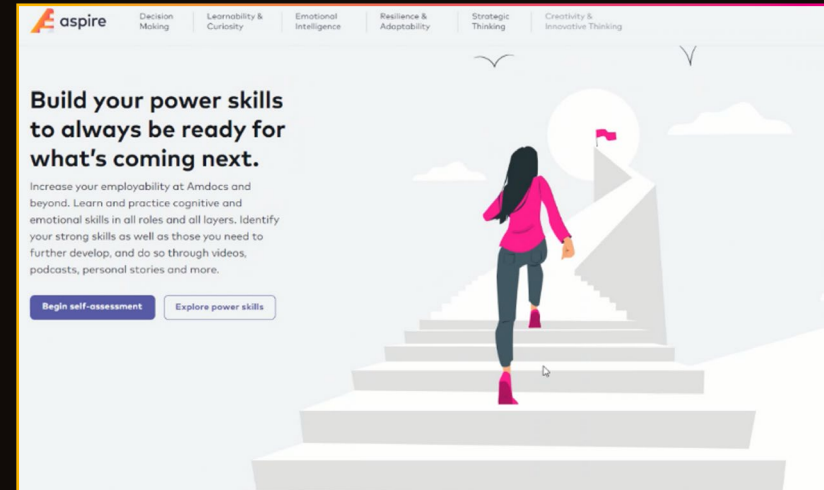 aspire
Decision
Making
Learnability &
Curiosity
Emotional
Intelligence
Resilience &
Adaptability
Strategic
Thinking
Creativity &
Innovative Thinking
Build your power skills
to always be ready for
what's coming next.
Increase your employability at Amdocs and
beyond. Learn and practice cognitive and
emotional skills in all roles and all layers. Identify
your strong skills as well as those you need to
further develop, and do so through videos,
podcasts, personal stories and more.
Begin self-assessment
Explore power skills